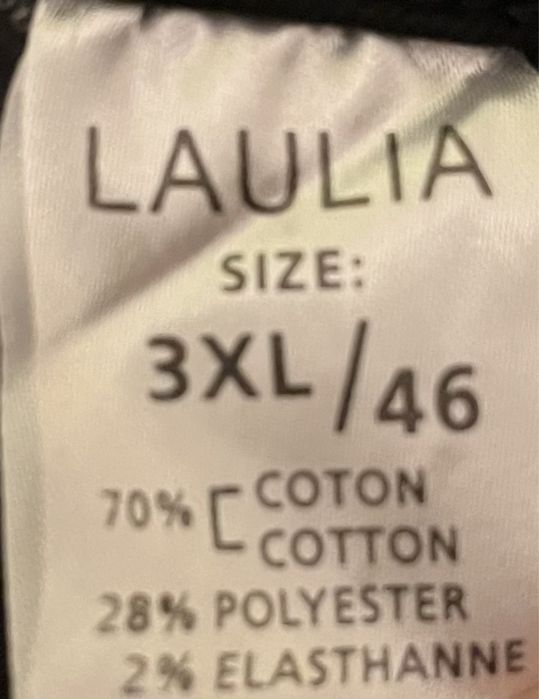 LAULIA
SIZE:
3XL/46
70% [ COTON
COTTON
28% POLYESTER
2% ELASTHANNE